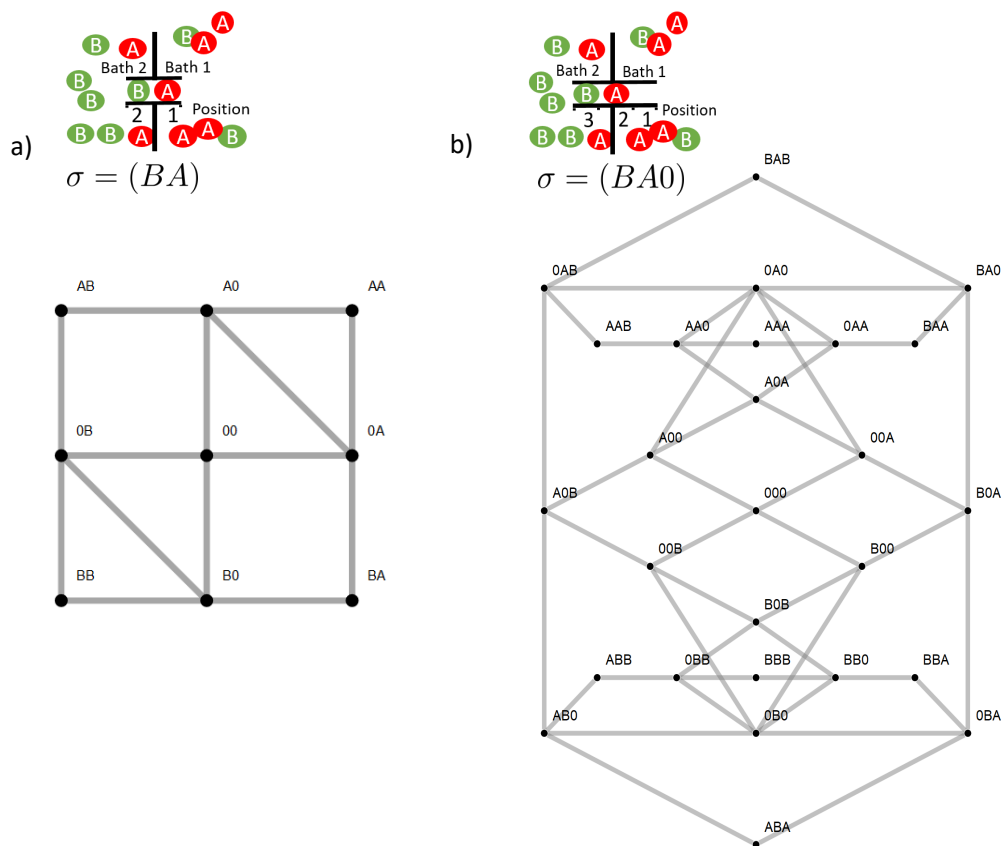 B A B A A
Bath 2 Bath 1
B B A
B 2 1 Position
B B A A A B
a)
σ = (BA)
AB A0 AA
0B 00 0A
BB B0 BA
B A B A A
Bath 2 Bath 1
B B A
B 3 2 1 Position
B B A A A B
b)
σ = (BA0)
BAB
0AB 0A0 BA0
AAB AA0 AAA 0AA BAA
A0A
A00 00A
A0B 000 B0A
00B B00
B0B
ABB 0BB BBB BB0 BBA
AB0 0B0 0BA
ABA